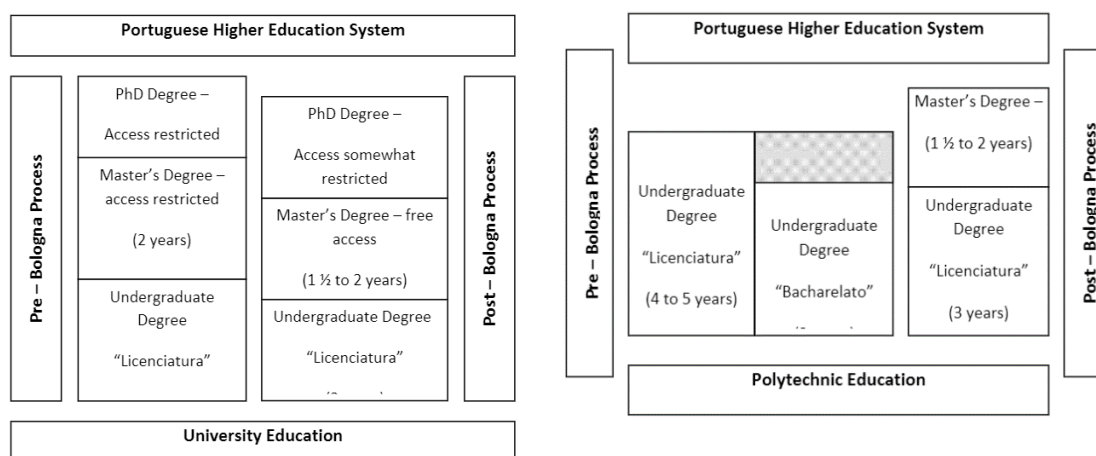 Portuguese Higher Education System
Pre – Bologna Process
PhD Degree –
Access restricted
Master's Degree –
access restricted
(2 years)
Undergraduate
Degree
“Licenciatura”
PhD Degree –
Access somewhat
restricted
Master's Degree – free
access
(1 ½ to 2 years)
Undergraduate Degree
“Licenciatura”
Post – Bologna Process
University Education
Portuguese Higher Education System
Pre – Bologna Process
Undergraduate
Degree
“Licenciatura”
(4 to 5 years)
Undergraduate
Degree
“Bacharelato”
Master's Degree –
(1 ½ to 2 years)
Undergraduate
Degree
“Licenciatura”
(3 years)
Post – Bologna Process
Polytechnic Education